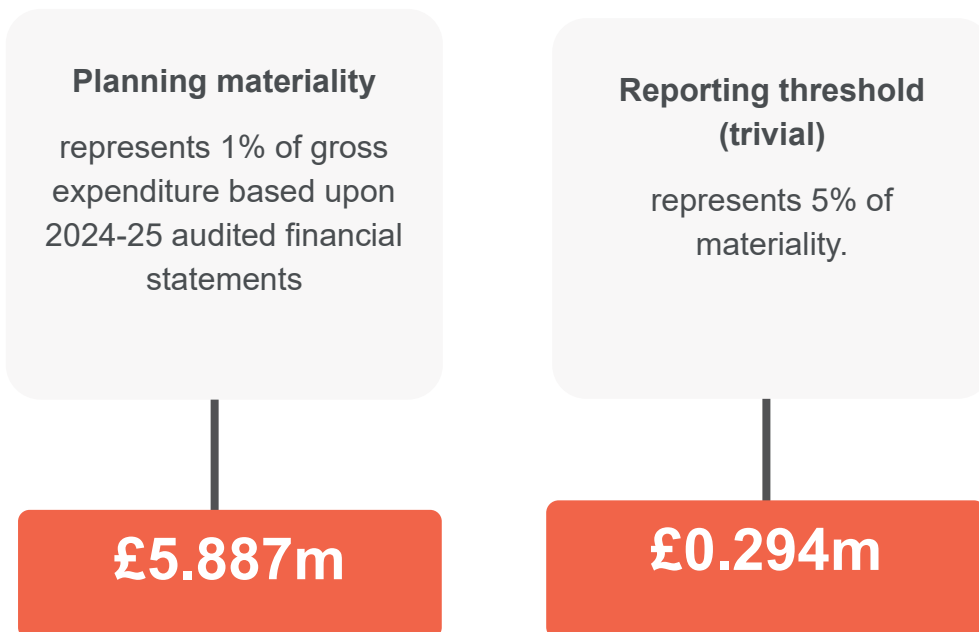 Planning materiality
represents 1% of gross
expenditure based upon
2024-25 audited financial
statements
£5.887m
Reporting threshold
(trivial)
represents 5% of
materiality.
£0.294m